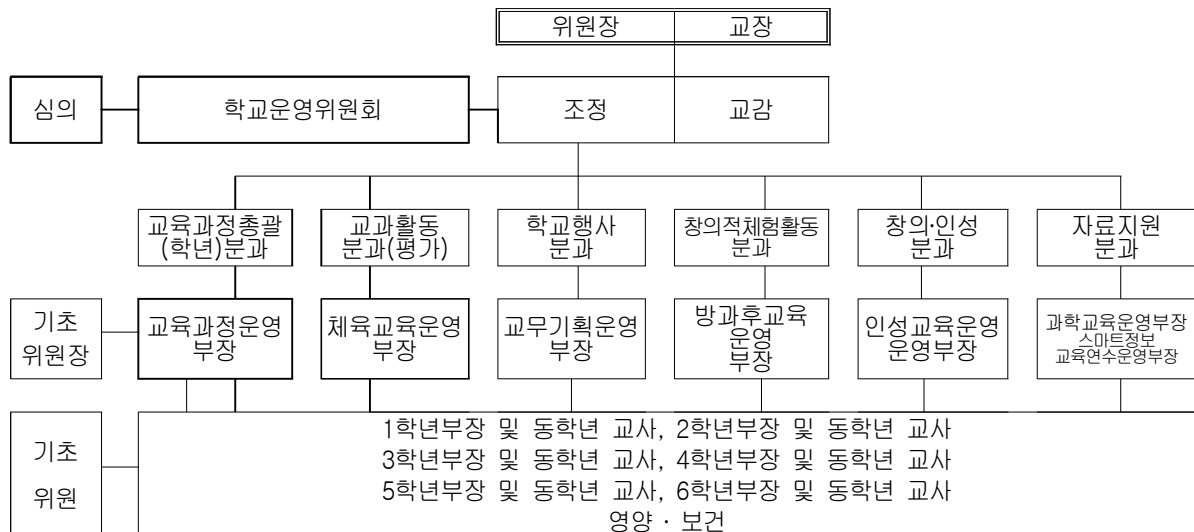 위원장 교장
심의 학교운영위원회 조정 교감
교육과정총괄
(학년)분과
교과활동
분과(평가)
학교행사
분과
창의적체험활동
분과
창의·인성
분과
자료지원
분과
기초
위원장
교육과정운영
부장
체육교육운영
부장
교무기획운영
부장
방과후교육
운영
부장
인성교육운영
운영부장
과학교육운영부장
스마트정보
교육연수운영부장
기초
위원
1학년부장 및 동학년 교사, 2학년부장 및 동학년 교사
3학년부장 및 동학년 교사, 4학년부장 및 동학년 교사
5학년부장 및 동학년 교사, 6학년부장 및 동학년 교사
영양 · 보건